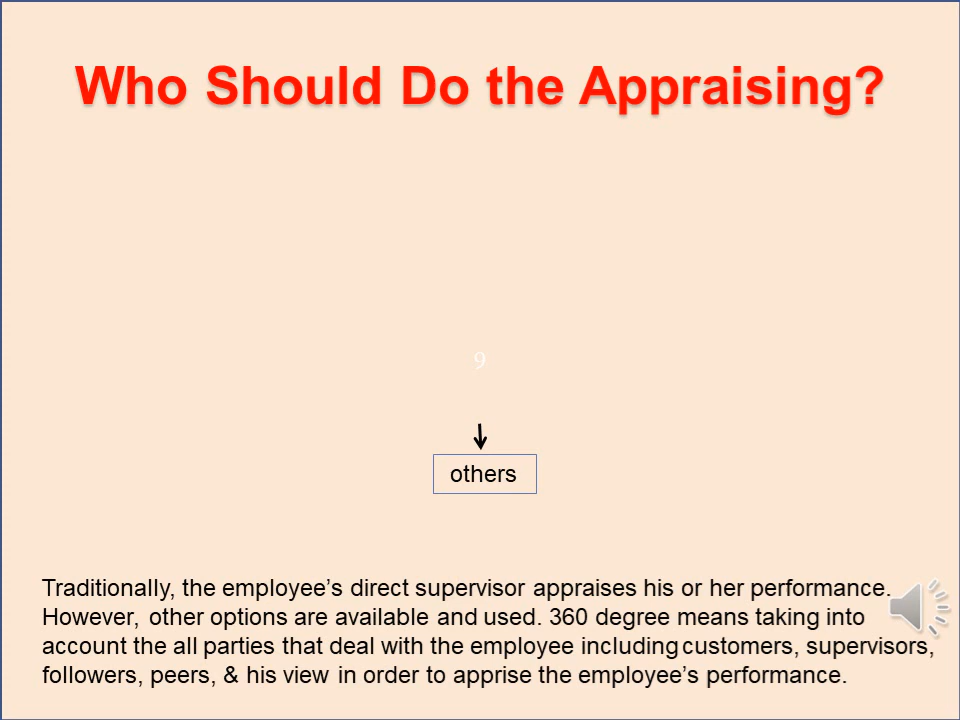 Who Should Do the Appraising?
9
others
Traditionally, the employee’s direct supervisor appraises his or her performance.
However, other options are available and used. 360 degree means taking into
account the all parties that deal with the employee including customers, supervisors,
followers, peers, & his view in order to apprise the employee’s performance.